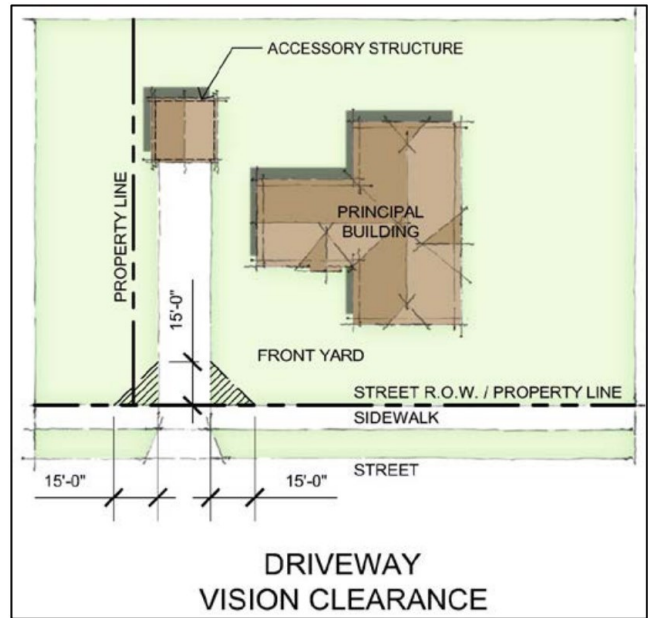 ACCESSORY STRUCTURE
PROPERTY LINE
PRINCIPAL
BUILDING
15'-0"
FRONT YARD
STREET R.O.W. / PROPERTY LINE
SIDEWALK
STREET
15'-0"
15'-0"
DRIVEWAY
VISION CLEARANCE